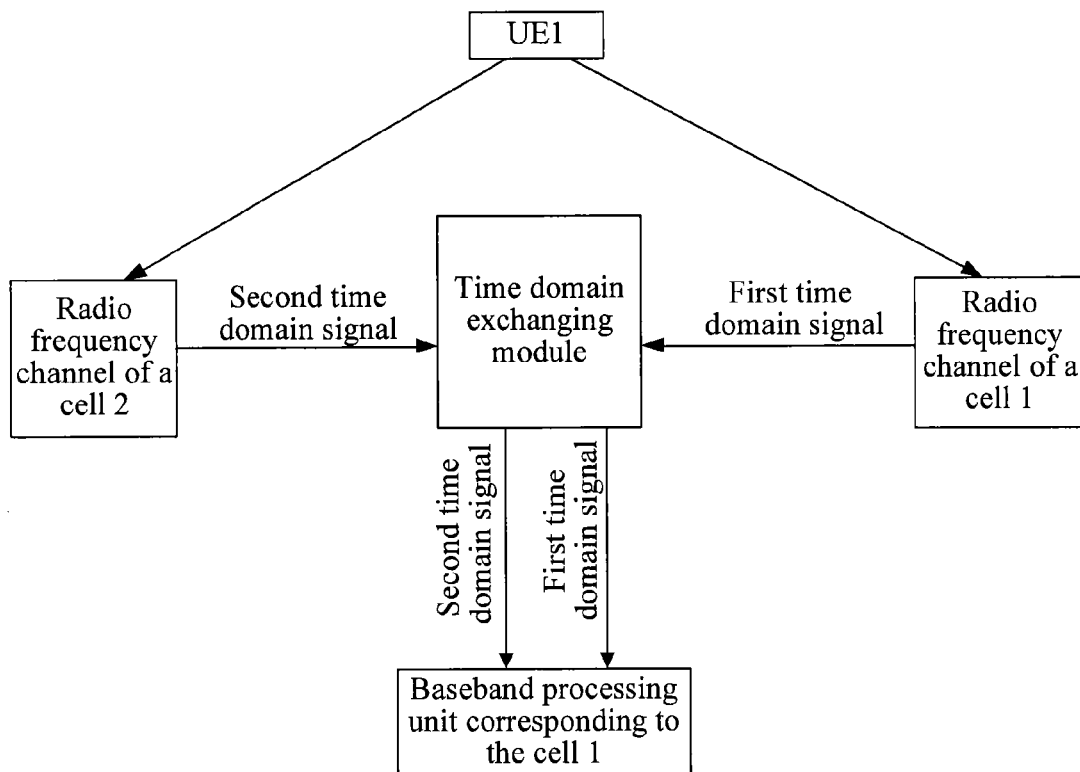 UE1
Radio
frequency
channel of a
cell 2
Second time
domain signal
Time domain
exchanging
module
First time
domain signal
Radio
frequency
channel of a
cell 1
Second time
domain signal
First time
domain signal
Baseband processing
unit corresponding to
the cell 1